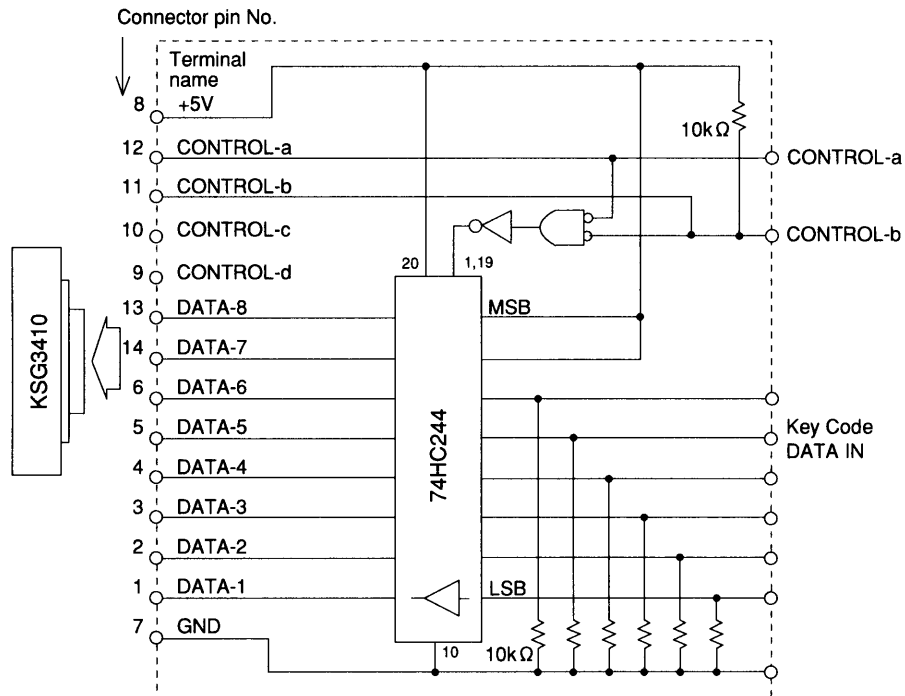 Connector pin No.
Terminal
name
8 +5V
10kΩ
12 CONTROL-a
CONTROL-a
11 CONTROL-b
10 CONTROL-c
CONTROL-b
20
1,19
9 CONTROL-d
13 DATA-8
MSB
14 DATA-7
KSG3410
6 DATA-6
5 DATA-5
Key Code
DATA IN
4 DATA-4
74HC244
3 DATA-3
2 DATA-2
1 DATA-1
LSB
7 GND
10
10kΩ